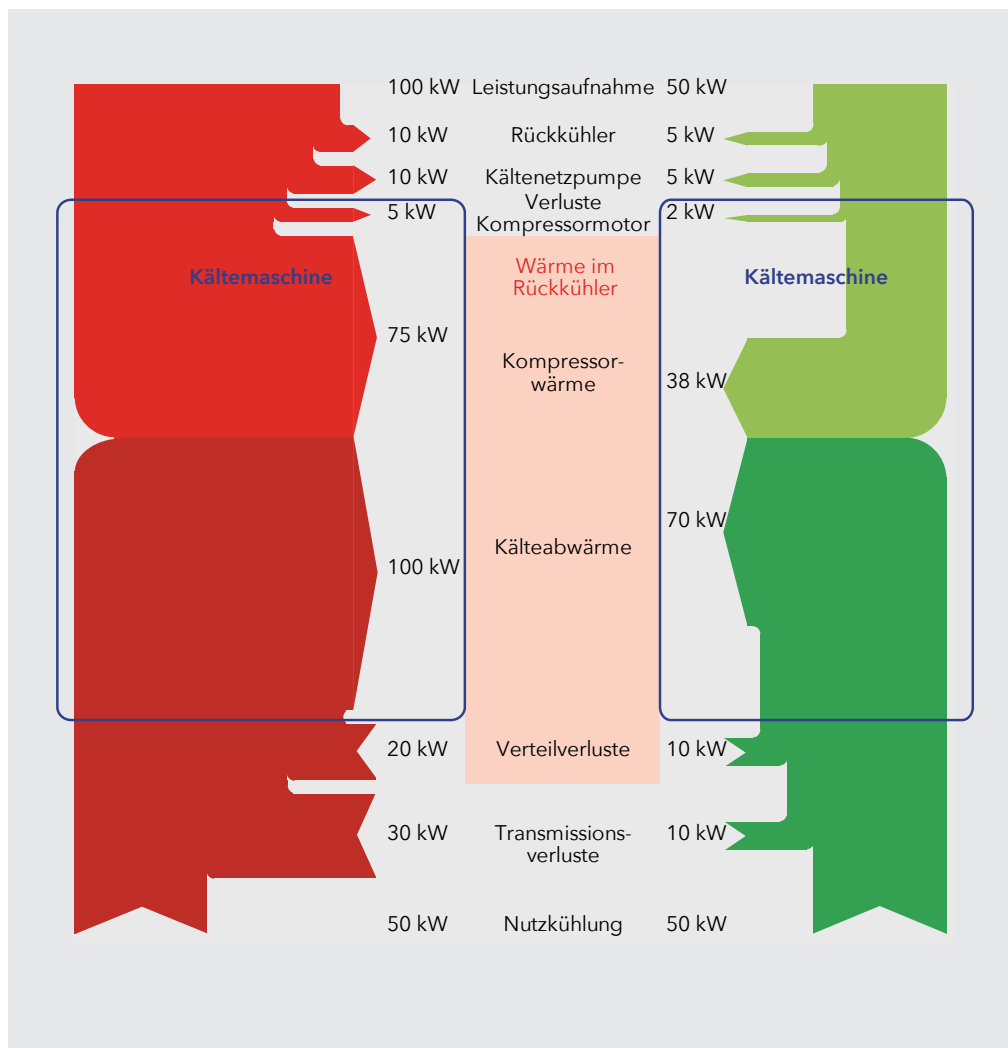 100 kW Leistungsaufnahme 50 kW
10 kW Rückkühler 5 kW
10 kW Kältenetzpumpe 5 kW
Verluste
5 kW Kompressormotor 2 kW
Kältemaschine Wärme im Kältemaschine
Rückkühler
75 kW
Kompressor-
wärme 38 kW
70 kW
Kälteabwärme
100 kW
20 kW Verteilverluste 10 kW
30 kW Transmissions- 10 kW
verluste
50 kW Nutzkühlung 50 kW